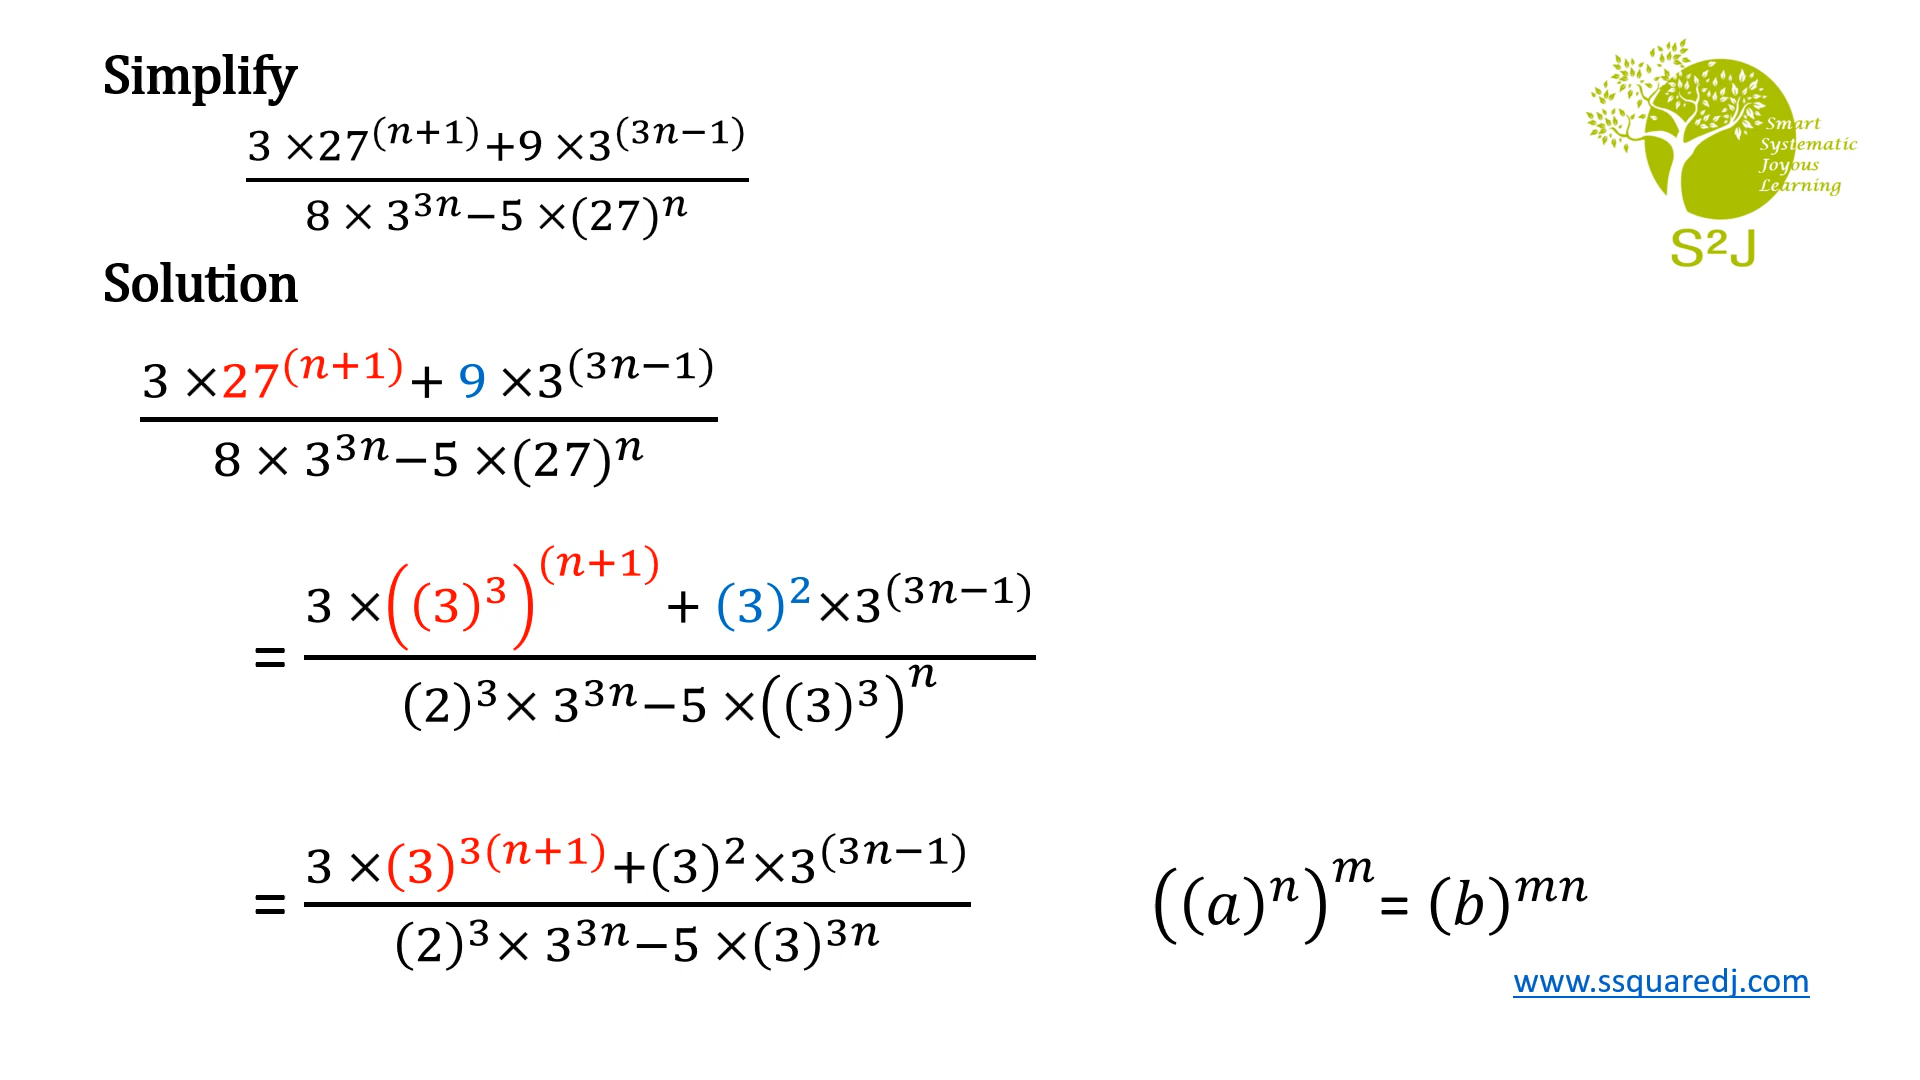 Simplify
3 ×27^(n+1)+9 ×3^(3n−1)
8 × 3^3n−5 ×(27)^n
Smart
Systematic
Joyous
Learning
S²J
Solution
3 ×27^(n+1)+ 9 ×3^(3n−1)
8 × 3^3n−5 ×(27)^n
= 3 ×((3)^3)^(n+1)+ (3)^2×3^(3n−1)
(2)^3× 3^3n−5 ×((3)^3)^n
= 3 ×(3)^3(n+1)+(3)^2×3^(3n−1)
(2)^3× 3^3n−5 ×(3)^3n
((a)^n)^m= (b)^mn
www.ssquaredj.com